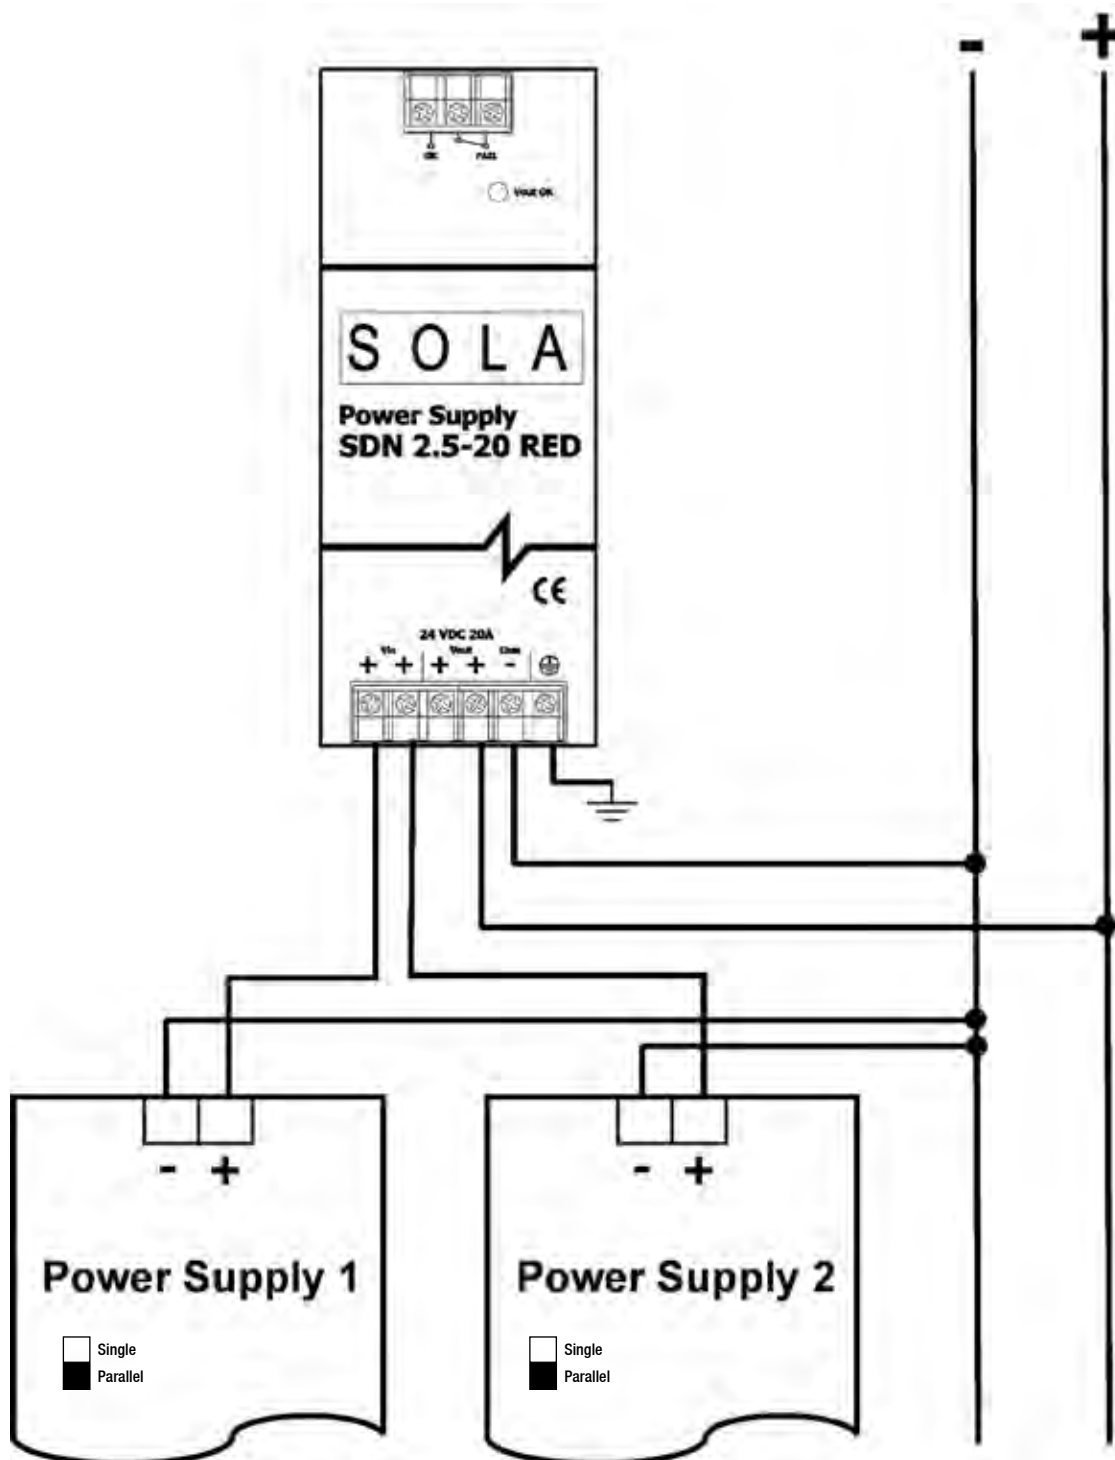 - +
OK FAIL
Vout OK
SOLA
Power Supply
SDN 2.5-20 RED
CE
24 VDC 20A
Vin Vout
+ + + + -
- +
Power Supply 1
Single
Parallel
- +
Power Supply 2
Single
Parallel